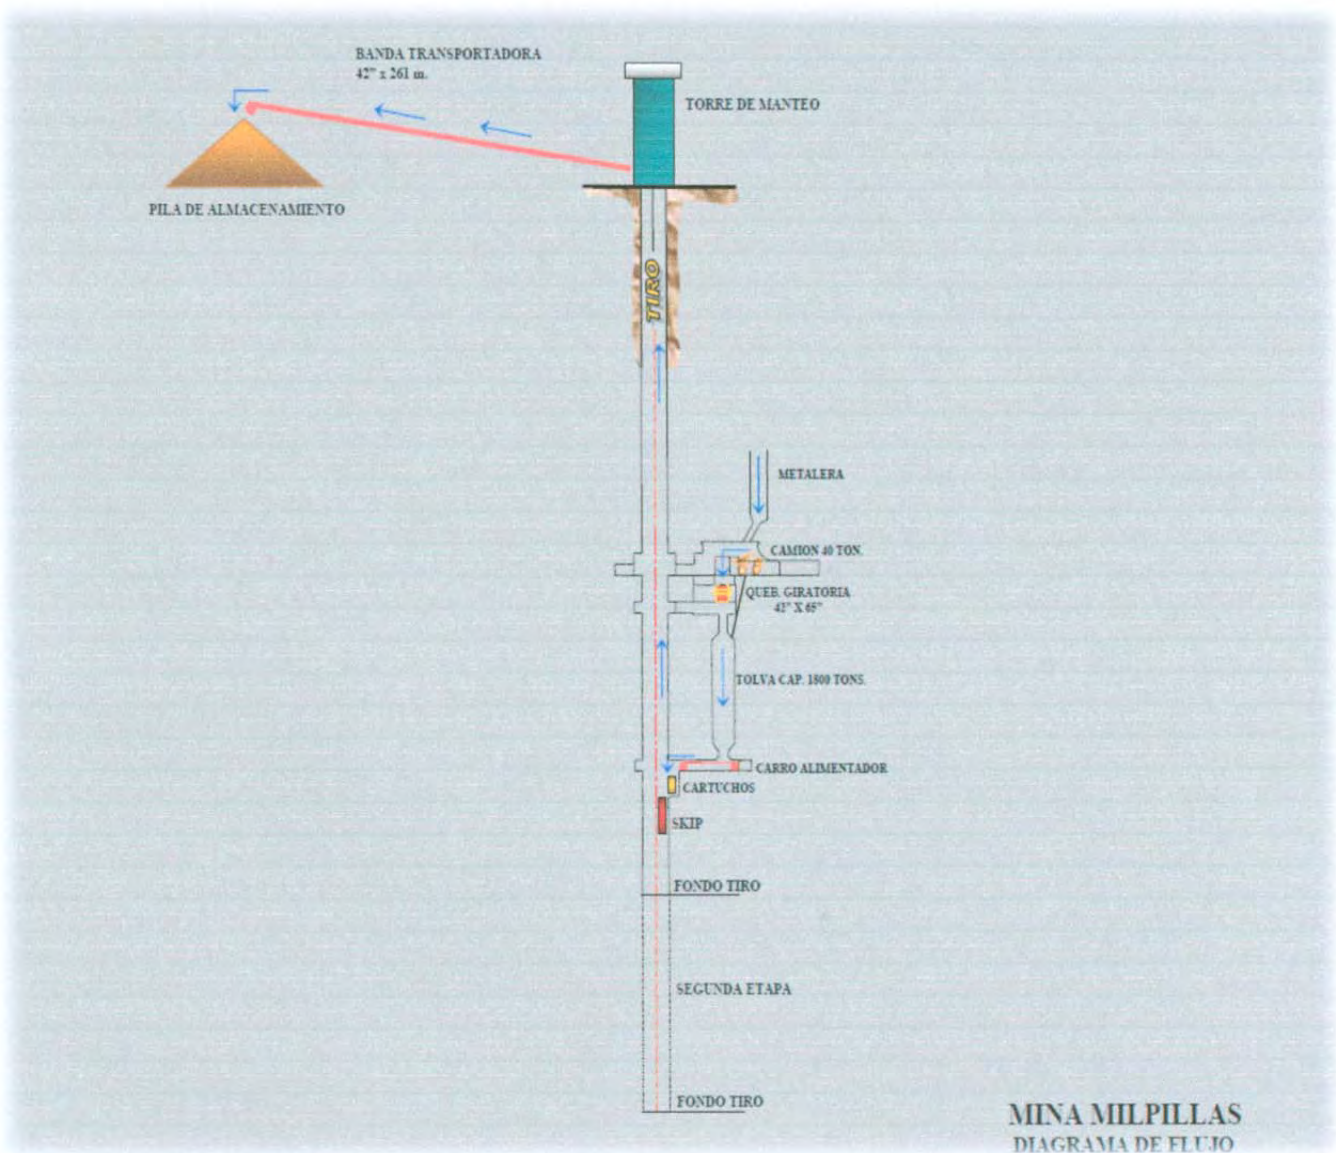 BANDA TRANSPORTADORA
42" x 261 m.
TORRE DE MANTEO
PILA DE ALMACENAMIENTO
TIRO
METALERA
CAMION 40 TON.
QUEB. GIRATORIA
42" X 65"
TOLVA CAP. 1800 TONS.
CARRO ALIMENTADOR
CARTUCHOS
SKIP
FONDO TIRO
SEGUNDA ETAPA
FONDO TIRO
MINA MILPILLAS
DIAGRAMA DE FLUJO